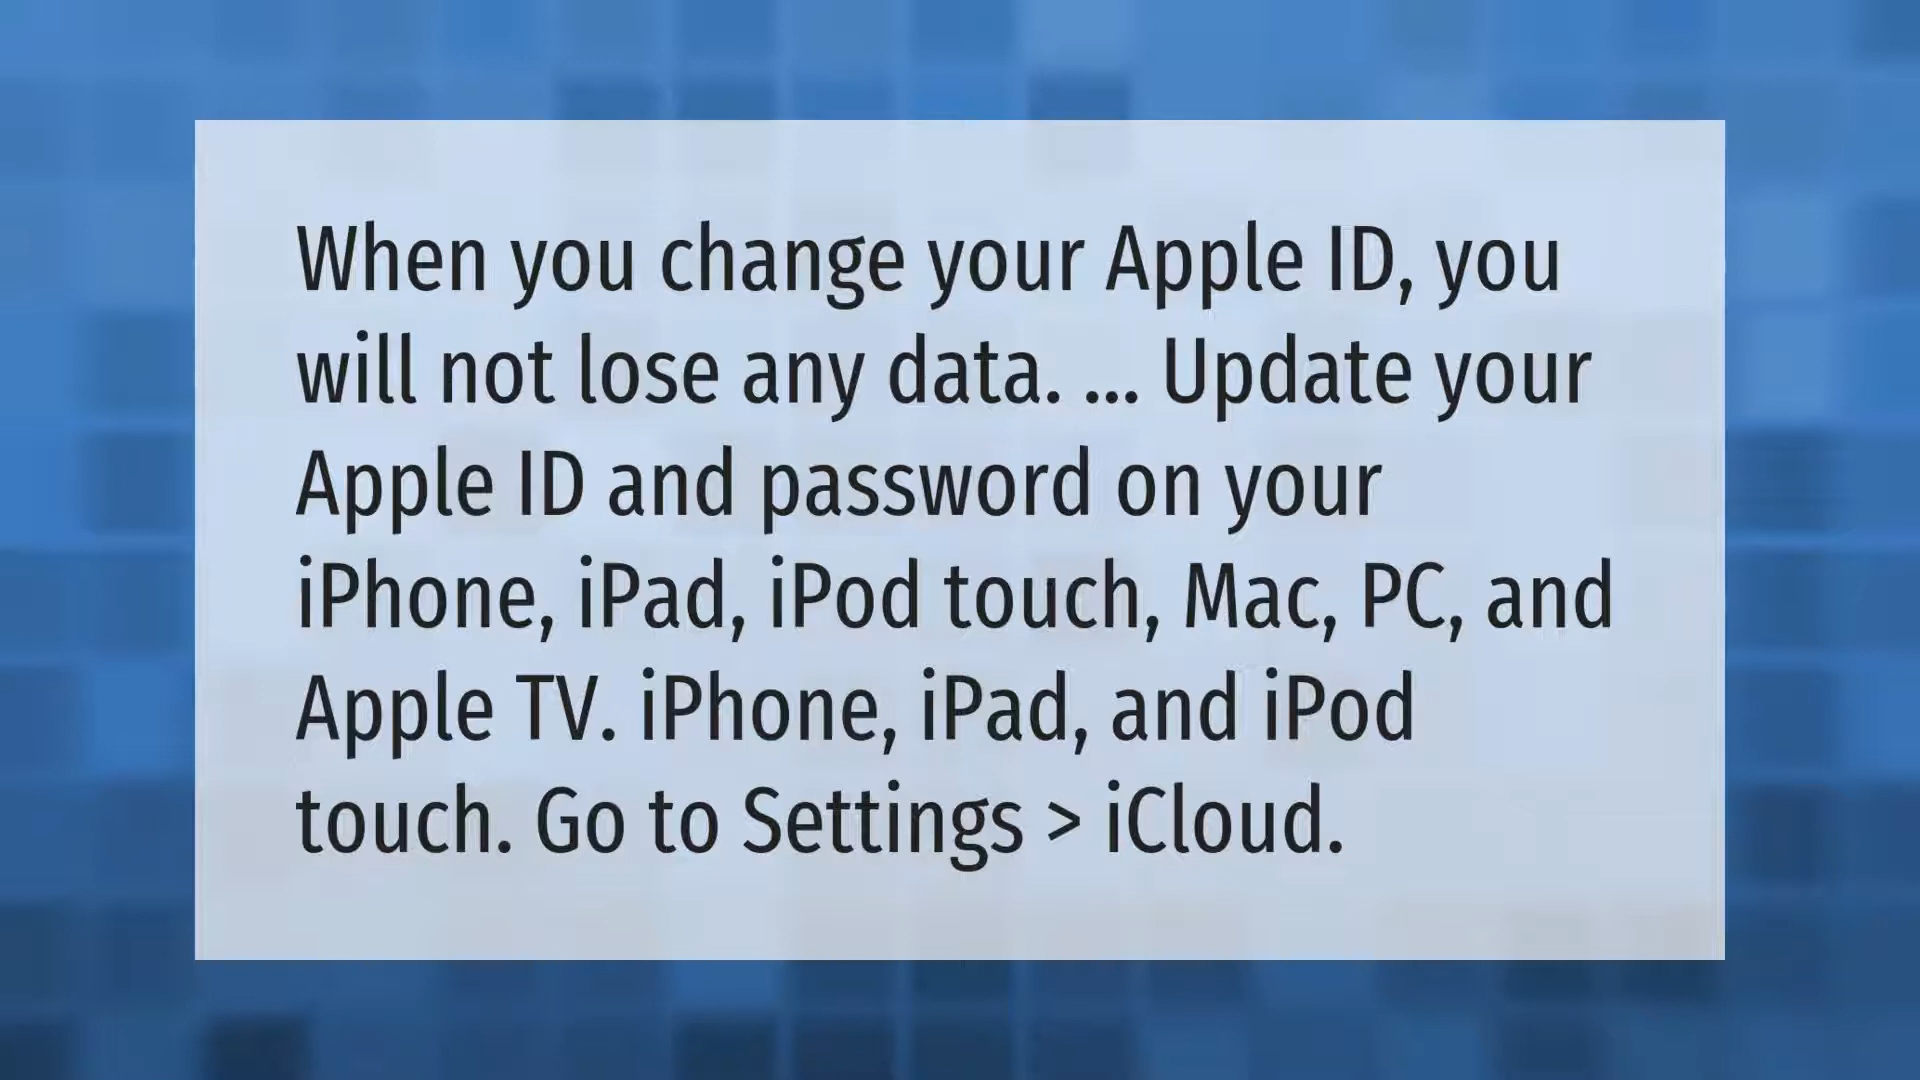 When you change your Apple ID, you
will not lose any data. ... Update your
Apple ID and password on your
iPhone, iPad, iPod touch, Mac, PC, and
Apple TV. iPhone, iPad, and iPod
touch. Go to Settings > iCloud.